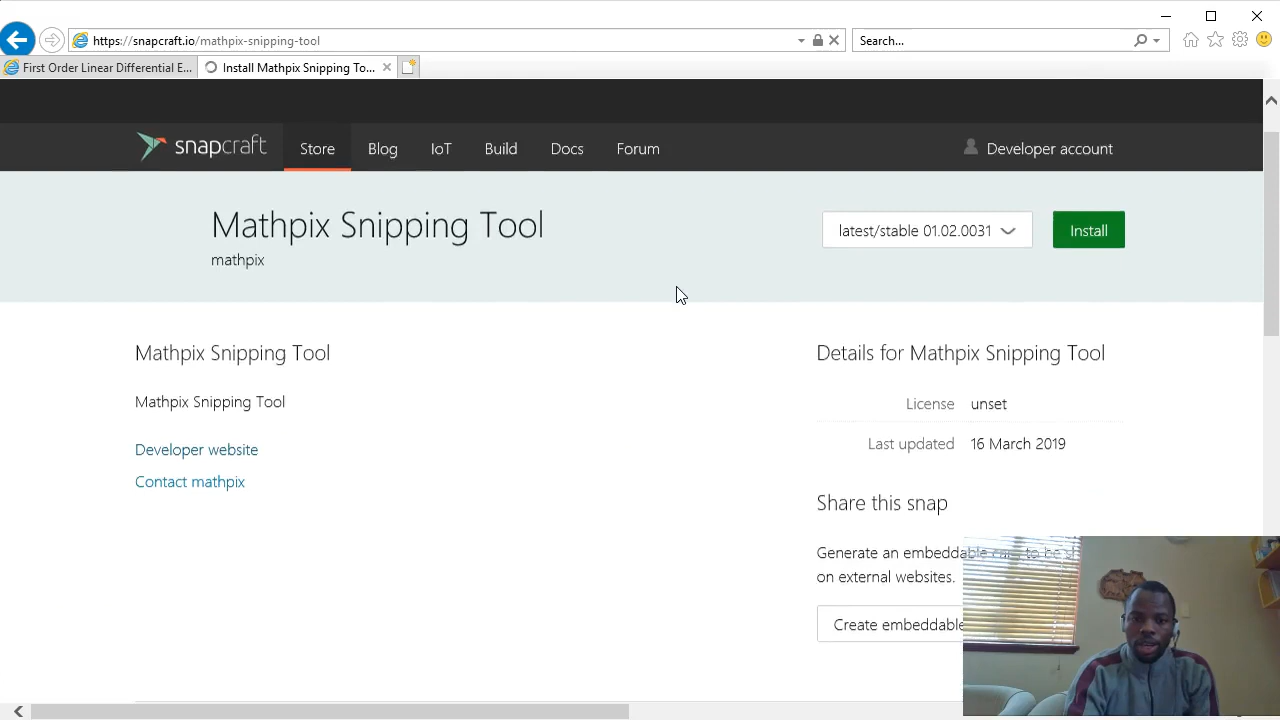 https://snapcraft.io/mathpix-snipping-tool
Search...
First Order Linear Differential E...
Install Mathpix Snipping To...
snapcraft
Store
Blog
IoT
Build
Docs
Forum
Developer account
Mathpix Snipping Tool
mathpix
latest/stable 01.02.0031
Install
Mathpix Snipping Tool
Mathpix Snipping Tool
Developer website
Contact mathpix
Details for Mathpix Snipping Tool
License unset
Last updated 16 March 2019
Share this snap
Generate an embeddable
on external websites.
Create embeddable